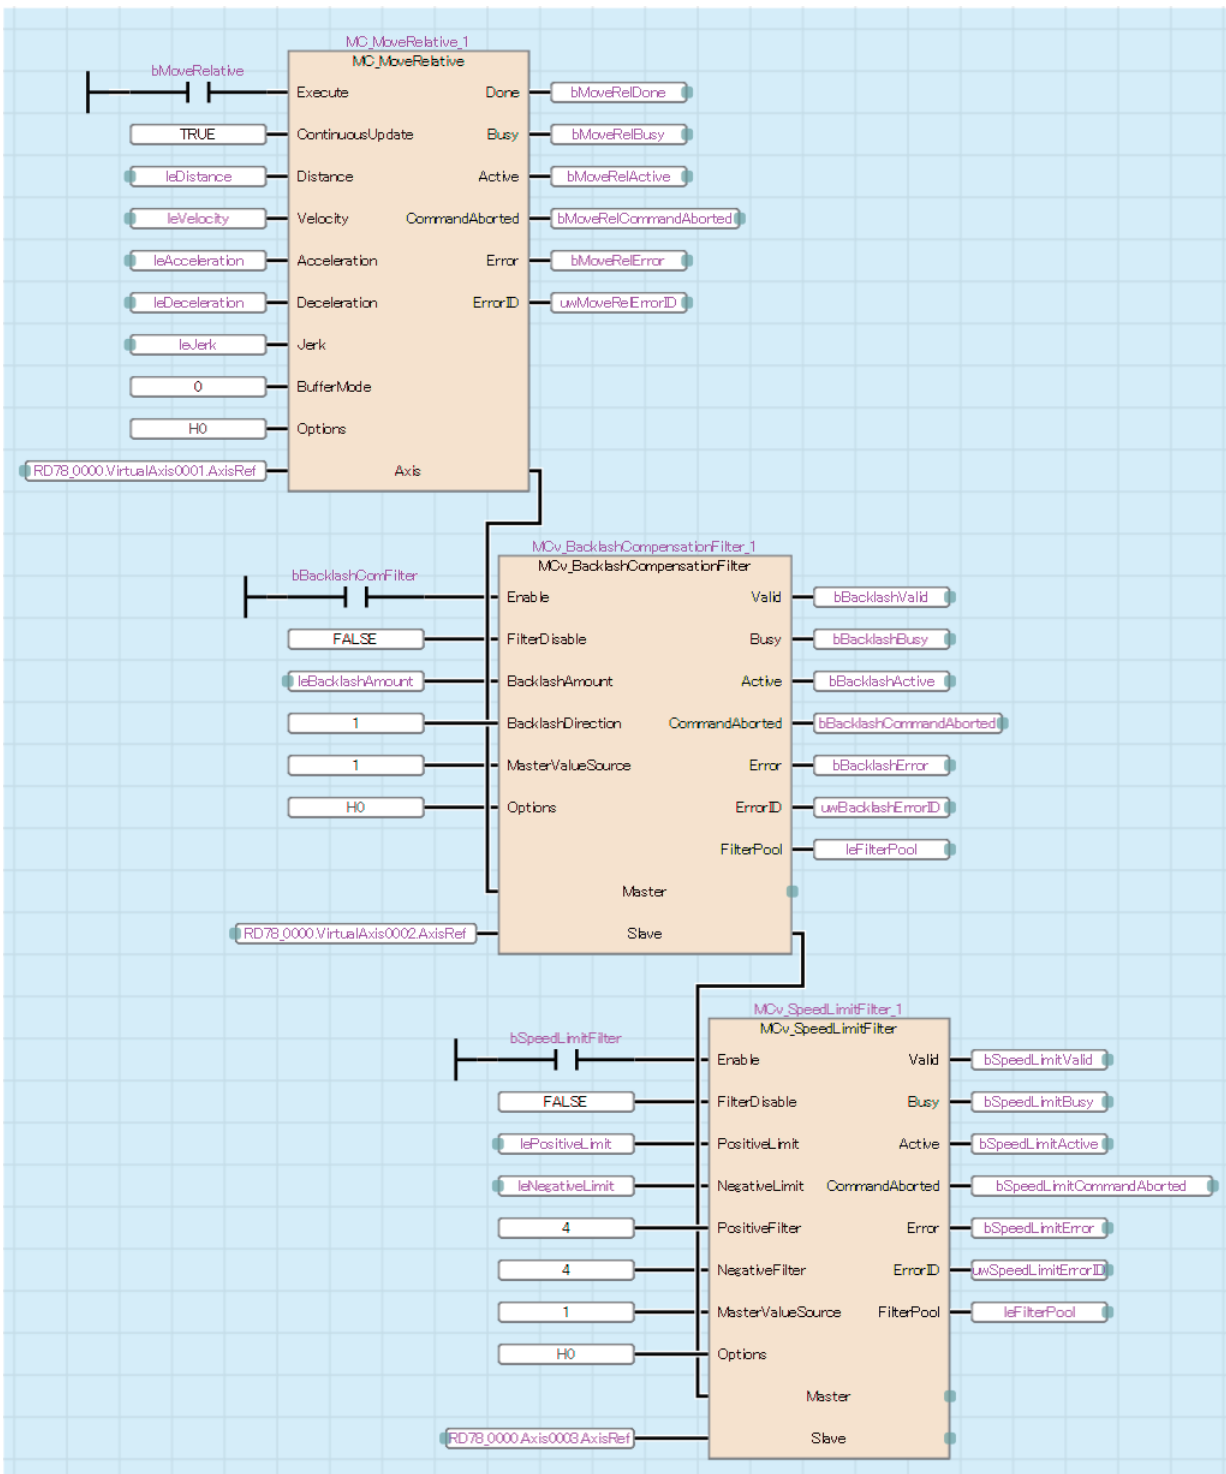 MC_MoveRelative_1
MC_MoveRelative
bMoveRelative
Execute Done bMoveRelDone
TRUE ContinuousUpdate Busy bMoveRelBusy
leDistance Distance Active bMoveRelActive
leVelocity Velocity CommandAborted bMoveRelCommandAborted
leAcceleration Acceleration Error bMoveRelError
leDeceleration Deceleration ErrorID uwMoveRelErrorID
leJerk Jerk
0 BufferMode
H0 Options
RD78_0000.VirtualAxis0001.AxisRef Axis
MCv_BacklashCompensationFilter_1
MCv_BacklashCompensationFilter
bBacklashComFilter
Enable Valid bBacklashValid
FALSE FilterDisable Busy bBacklashBusy
leBacklashAmount BacklashAmount Active bBacklashActive
1 BacklashDirection CommandAborted bBacklashCommandAborted
1 MasterValueSource Error bBacklashError
H0 Options ErrorID uwBacklashErrorID
FilterPool leFilterPool
Master
RD78_0000.VirtualAxis0002.AxisRef Slave
MCv_SpeedLimitFilter_1
MCv_SpeedLimitFilter
bSpeedLimitFilter
Enable Valid bSpeedLimitValid
FALSE FilterDisable Busy bSpeedLimitBusy
lePositiveLimit PositiveLimit Active bSpeedLimitActive
leNegativeLimit NegativeLimit CommandAborted bSpeedLimitCommandAborted
4 PositiveFilter Error bSpeedLimitError
4 NegativeFilter ErrorID uwSpeedLimitErrorID
1 MasterValueSource FilterPool leFilterPool
H0 Options
Master
RD78_0000.Axis0003.AxisRef Slave